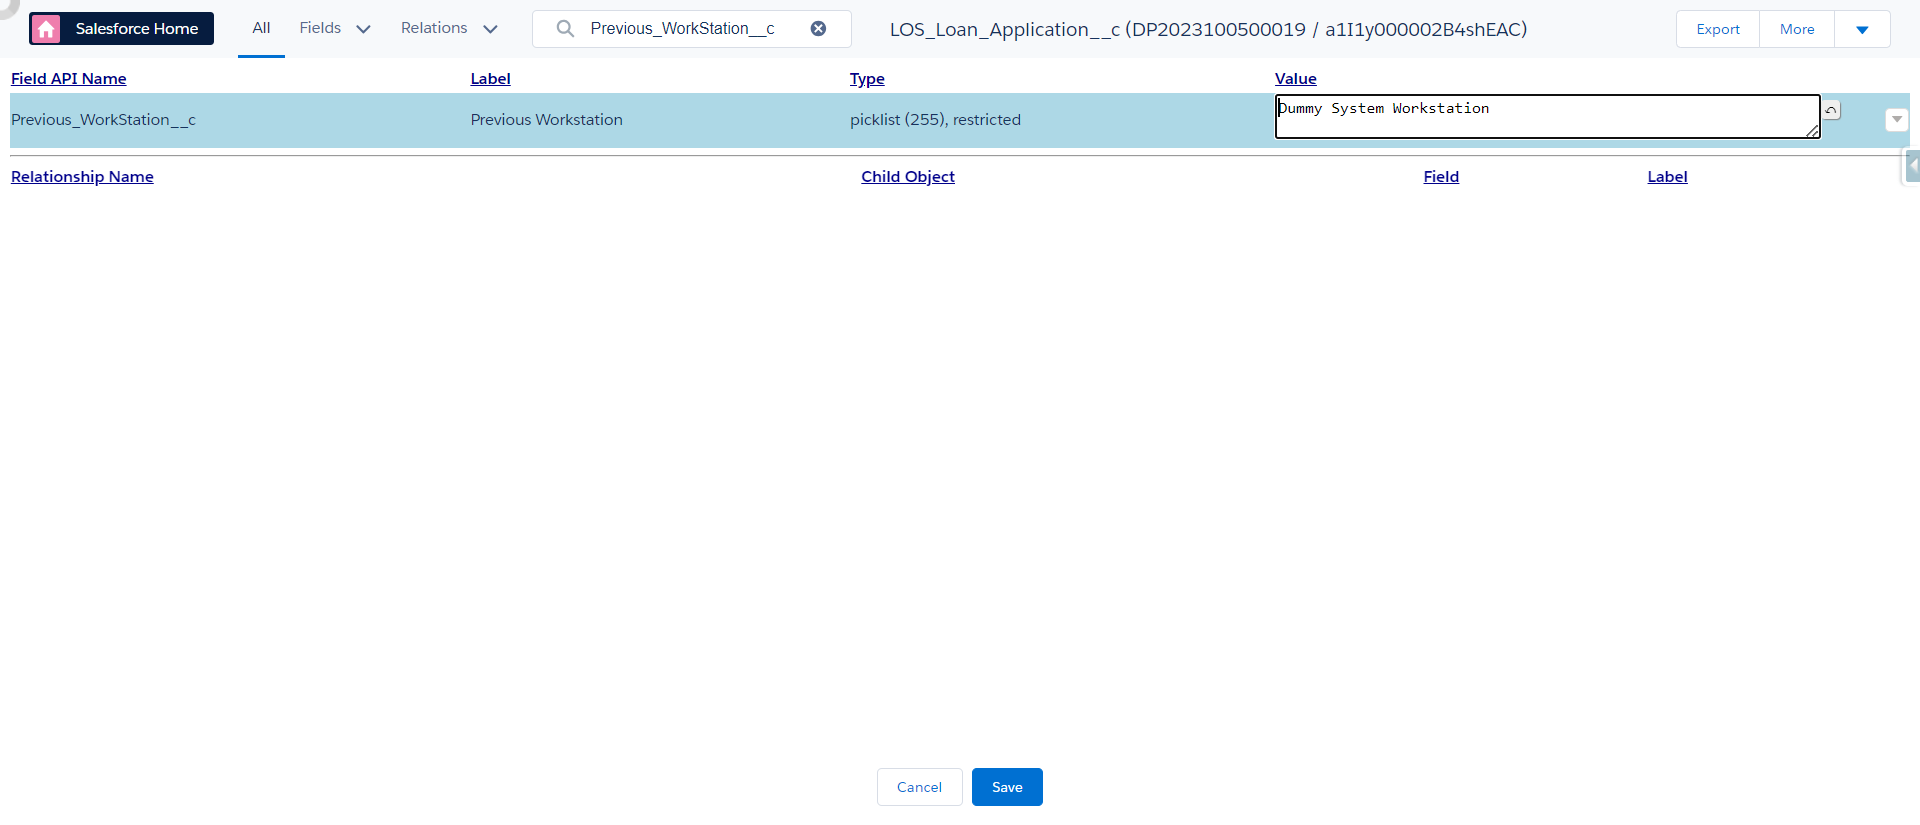 Salesforce Home All Fields Relations Previous_WorkStation__c LOS_Loan_Application__c (DP2023100500019 / a1I1y000002B4shEAC) Export More
Field API Name Label Type Value
Previous_WorkStation__c Previous Workstation picklist (255), restricted Dummy System Workstation
Relationship Name Child Object Field Label
Cancel Save